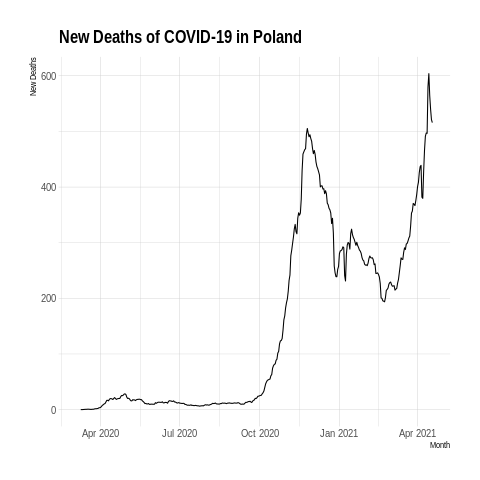 New Deaths of COVID-19 in Poland
New Deaths
600
400
200
0
Apr 2020 Jul 2020 Oct 2020 Jan 2021 Apr 2021
Month